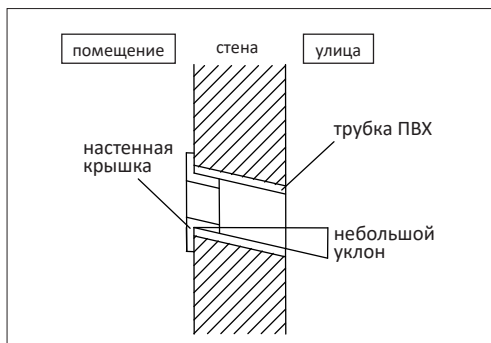 помещение
стена
улица
трубка ПВХ
настенная
крышка
небольшой
уклон